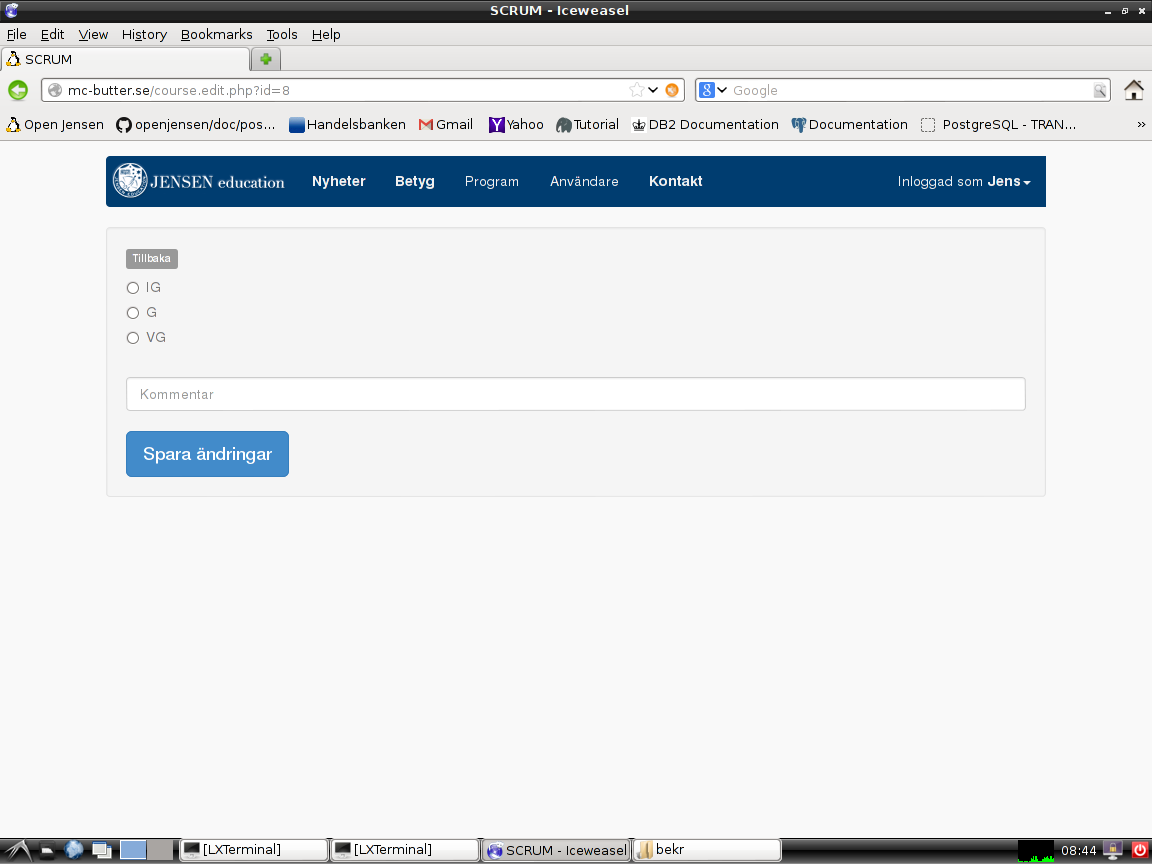 SCRUM - Iceweasel
File Edit View History Bookmarks Tools Help
SCRUM
mc-butter.se/course.edit.php?id=8
Google
Open Jensen openjensen/doc/pos... Handelsbanken Gmail Yahoo Tutorial DB2 Documentation Documentation PostgreSQL - TRAN... »
JENSEN education Nyheter Betyg Program Användare Kontakt Inloggad som Jens
Tillbaka
IG
G
VG
Kommentar
Spara ändringar
[LXTerminal] [LXTerminal] SCRUM - Iceweasel bekr 08:44